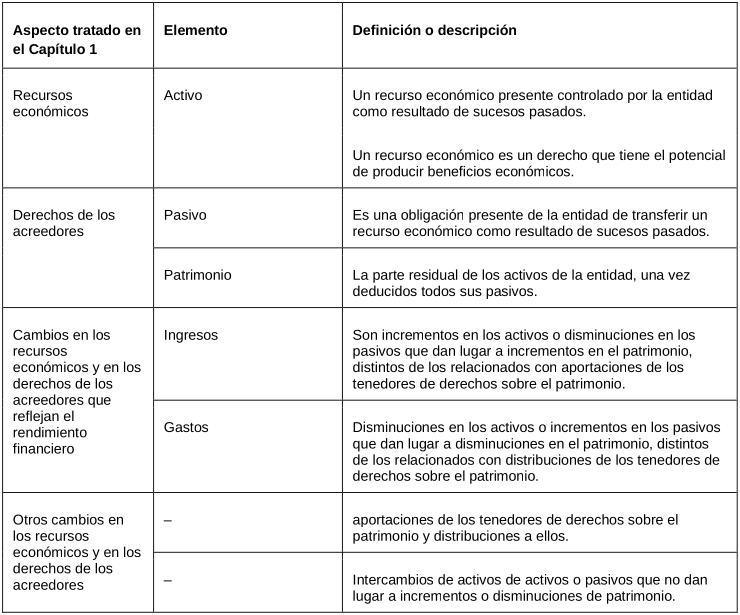 Aspecto tratado en
el Capítulo 1
Elemento
Definición o descripción
Recursos
económicos
Activo
Un recurso económico presente controlado por la entidad
como resultado de sucesos pasados.
Un recurso económico es un derecho que tiene el potencial
de producir beneficios económicos.
Derechos de los
acreedores
Pasivo
Es una obligación presente de la entidad de transferir un
recurso económico como resultado de sucesos pasados.
Patrimonio
La parte residual de los activos de la entidad, una vez
deducidos todos sus pasivos.
Cambios en los
recursos
económicos y en los
derechos de los
acreedores que
reflejan el
rendimiento
financiero
Ingresos
Son incrementos en los activos o disminuciones en los
pasivos que dan lugar a incrementos en el patrimonio,
distintos de los relacionados con aportaciones de los
tenedores de derechos sobre el patrimonio.
Gastos
Disminuciones en los activos o incrementos en los pasivos
que dan lugar a disminuciones en el patrimonio, distintos
de los relacionados con distribuciones de los tenedores de
derechos sobre el patrimonio.
Otros cambios en
los recursos
económicos y en los
derechos de los
acreedores
–
aportaciones de los tenedores de derechos sobre el
patrimonio y distribuciones a ellos.
–
Intercambios de activos de activos o pasivos que no dan
lugar a incrementos o disminuciones de patrimonio.